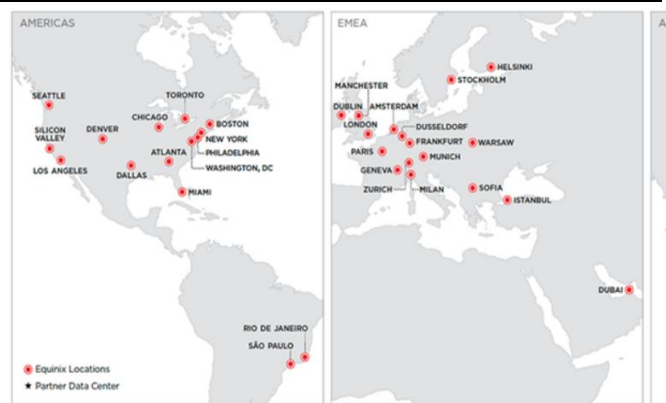 AMERICAS
SEATTLE
TORONTO
CHICAGO
BOSTON
SILICON
VALLEY
DENVER
NEW YORK
PHILADELPHIA
ATLANTA
WASHINGTON, DC
LOS ANGELES
DALLAS
MIAMI
RIO DE JANEIRO
SÃO PAULO
Equinix Locations
Partner Data Center
EMEA
HELSINKI
STOCKHOLM
MANCHESTER
DUBLIN
AMSTERDAM
LONDON
DUSSELDORF
FRANKFURT
WARSAW
PARIS
MUNICH
GENEVA
ZURICH
MILAN
SOFIA
ISTANBUL
DUBAI
A